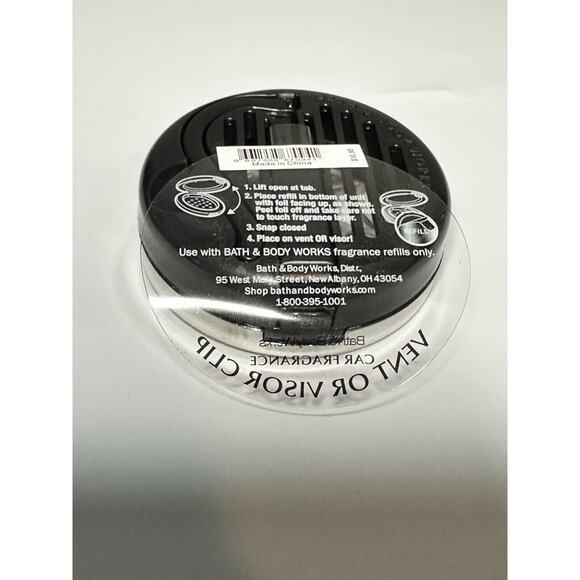 Made in China
1. Lift open at tab.
2. Place refill in bottom of unit
with foil facing up, as shown.
Peel foil off and take care not
to touch fragrance layer.
3. Snap closed
4. Place on vent OR visor!
REFILL
Use with BATH & BODY WORKS fragrance refills only.
Bath & Body Works, Distr.,
95 West Main Street, New Albany, OH 43054
Shop bathandbodyworks.com
1-800-395-1001
Bath & Body Works
CAR FRAGRANCE
VENT OR VISOR CLIP